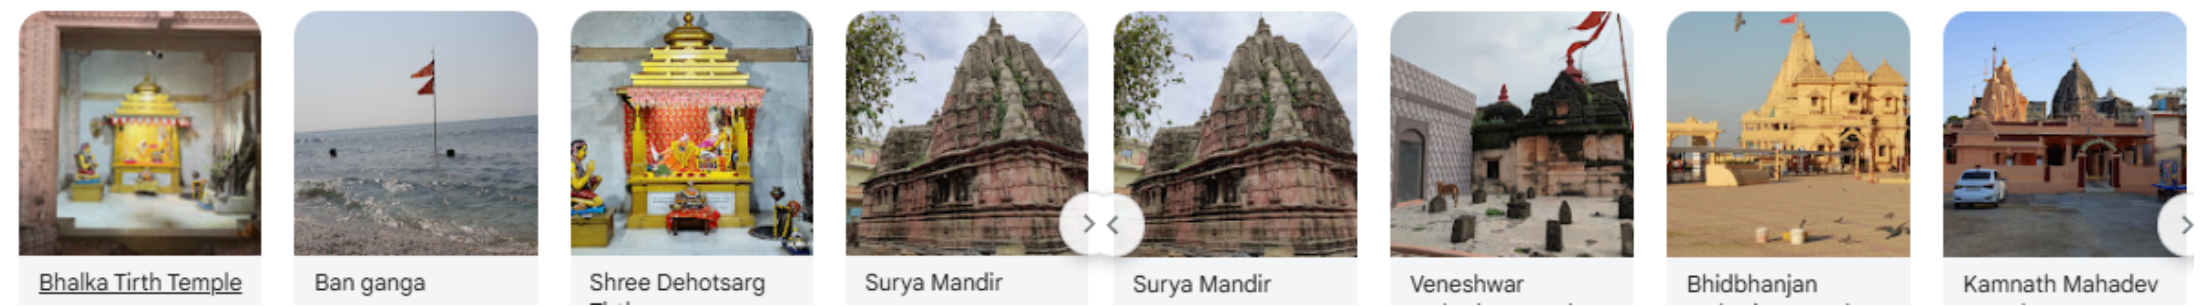 Bhalka Tirth Temple
Ban ganga
Shree Dehotsarg
Surya Mandir
Surya Mandir
Veneshwar
Bhidbhanjan
Kamnath Mahadev